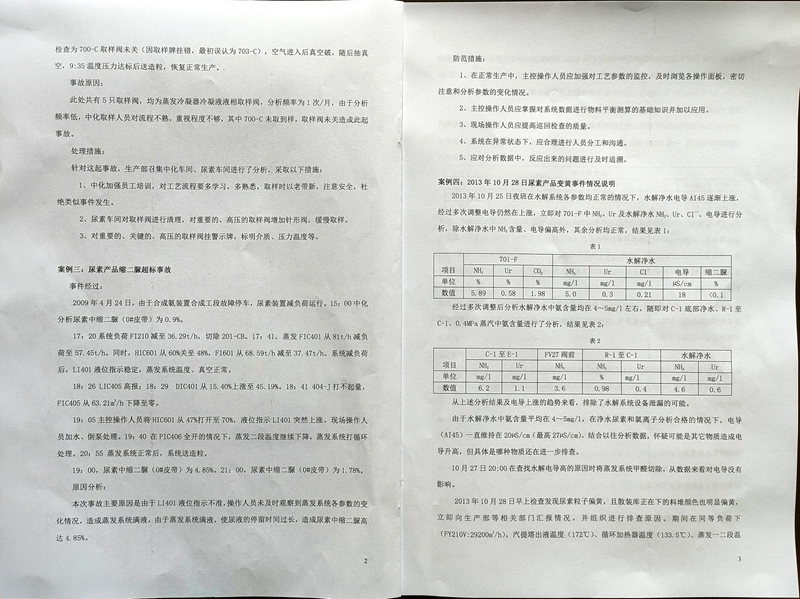 检查为700-C取样阀未关（因取样牌挂错，最初误认为703-C），空气进入后真空破，随后抽真
空，9:35温度压力达标后送造粒，恢复正常生产。
事故原因：
此处共有5只取样阀，均为蒸发冷凝器冷凝液液相取样阀，分析频率为1次/月，由于分析
频率低，中化取样人员对流程不熟，重视程度不够，其中700-C未取到样，取样阀未关造成此起
事故。
处理措施：
针对这起事故，生产部召集中化车间、尿素车间进行了分析，采取以下措施：
1、中化加强员工培训，对工艺流程要多学习，多熟悉，取样时以老带新，注意安全，杜
绝类似事件发生。
2、尿素车间对取样阀进行清理，对重要的、高压的取样阀增加针形阀，缓慢取样。
3、对重要的、关键的、高压的取样阀挂警示牌，标明介质、压力温度等。
案例三：尿素产品缩二脲超标事故
事件经过：
2009年4月24日，由于合成氨装置合成工段故障停车，尿素装置减负荷运行。15：00中化
分析尿素中缩二脲（0#皮带）为0.9%。
17：20系统负荷FI210减至36.29t/h，切除201-CB。17：41，蒸发FIC401从81t/h减负
荷至57.45t/h，同时，HIC601从60%关至48%，FI601从68.59t/h减至37.47t/h。系统减负荷
后，LI401液位指示稳定，蒸发系统温度、真空正常。
18：26 LIC405高报；18：29 DIC401从15.40%上涨至45.19%。18：41 404-J打不起量，
FIC405从63.21m³/h下降至零。
19：05主控操作人员将HIC601从47%打开至70%，液位指示LI401突然上涨，现场操作人
员加水、倒泵处理。19：40在PIC406全开的情况下，蒸发二段温度继续下降，蒸发系统打循环
处理。20：55蒸发系统正常后，系统送造粒。
19：00，尿素中缩二脲（0#皮带）为4.85%。21：00，尿素中缩二脲（0#皮带）为1.78%。
原因分析：
本次事故主要原因是由于LI401液位指示不准，操作人员未及时观察到蒸发系统各参数的变
化情况，造成蒸发系统满液。由于蒸发系统满液，使尿液的停留时间过长，造成尿素中缩二脲高
达4.85%。
2
防范措施：
1、在正常生产中，主控操作人员应加强对工艺参数的监控，及时浏览各操作面板，密切
注意和分析参数的变化情况。
2、主控操作人员应掌握对系统数据进行物料平衡测算的基础知识并加以应用。
3、现场操作人员应提高巡回检查的质量。
4、系统在异常状态下，应合理进行人员分工和沟通。
5、应对分析数据中，反应出来的问题进行及时追溯。
案例四：2013年10月28日尿素产品变黄事件情况说明
2013年10月25日夜班在水解系统各参数均正常的情况下，水解净水电导AI45逐渐上涨，
经过多次调整电导仍然在上涨，立即对701-F中NH₃、Ur及水解净水NH₃、Ur、Cl⁻、电导进行分
析，除水解净水中NH₃含量、电导偏高外，其余分析均正常。结果见表1：
表1
项目 701-F 水解净水
NH₃ Ur CO₂ NH₃ Ur Cl⁻ 电导 缩二脲
单位 % % % mg/l mg/l mg/l μS/cm %
数值 5.89 0.58 1.98 5.0 0.3 0.21 18 <0.1
经过多次调整后分析水解净水中氨含量均在4～5mg/l左右，随即对C-1底部净水、R-1至
C-1、0.4MPa蒸汽中氨含量进行了分析，结果见表2：
表2
项目 C-1至E-1 FV27阀前 R-1至C-1 水解净水
NH₃ Ur NH₃ NH₃ Ur NH₃ Ur
单位 mg/l mg/l mg/l % mg/l mg/l mg/l
数值 6.2 1.1 3.6 0.98 0.4 4.6 0.6
从上述分析结果及电导上涨的趋势来看，排除了水解系统设备泄漏的可能。
由于水解净水中氨含量平均在4～5mg/l，在净水尿素和氯离子分析合格的情况下，电导
（AI45）一直维持在20μS/cm（最高27μS/cm），结合以往分析数据，怀疑可能是其它物质造成电
导升高，但具体是哪种物质还在进一步排查。
10月27日20:00在查找水解电导高的原因时将蒸发系统甲醛切除，从数据来看对电导没有
影响。
2013年10月28日早上检查发现尿素粒子偏黄，且散装库正在下的料堆颜色也明显偏黄，
立即向生产部等相关部门汇报情况，并组织进行排查原因。期间在同等负荷下
（FY210V:29200m³/h），汽提塔出液温度（172℃）、循环加热器温度（133.5℃）、蒸发一二段温
3